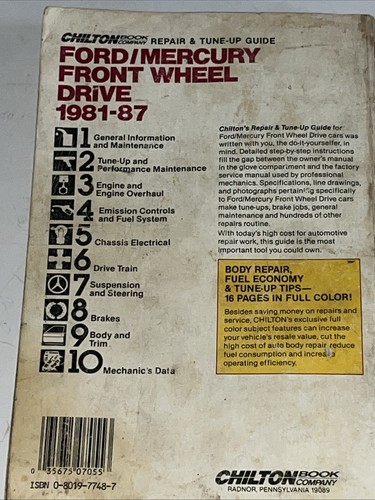 CHILTON BOOK COMPANY REPAIR & TUNE-UP GUIDE
FORD/MERCURY
FRONT WHEEL
DRIVE
1981-87
1 General Information
and Maintenance
2 Tune-Up and
Performance Maintenance
3 Engine and
Engine Overhaul
4 Emission Controls
and Fuel System
5 Chassis Electrical
6 Drive Train
7 Suspension
and Steering
8 Brakes
9 Body and
Trim
10 Mechanic's Data
Chilton's Repair & Tune-Up Guide for
Ford/Mercury Front Wheel Drive cars was
written with you, the do-it-yourselfer, in
mind. Detailed step-by-step instructions
fill the gap between the owner's manual
in the glove compartment and the factory
service manual used by professional
mechanics. Specifications, line drawings,
and photographs pertaining specifically
to Ford/Mercury Front Wheel Drive cars
make tune-ups, brake jobs, general
maintenance and hundreds of other
repairs routine.
With today's high cost for automotive
repair work, this guide is the most
important tool you could own.
BODY REPAIR,
FUEL ECONOMY
& TUNE-UP TIPS—
16 PAGES IN FULL COLOR!
Besides saving money on repairs and
service, CHILTON's exclusive full
color subject features can increase
your vehicle's resale value, cut the
high cost of auto body repair, reduce
fuel consumption and increase
operating efficiency.
0 35675 07055
ISBN 0-8019-7748-7
CHILTON BOOK COMPANY
RADNOR, PENNSYLVANIA 19089